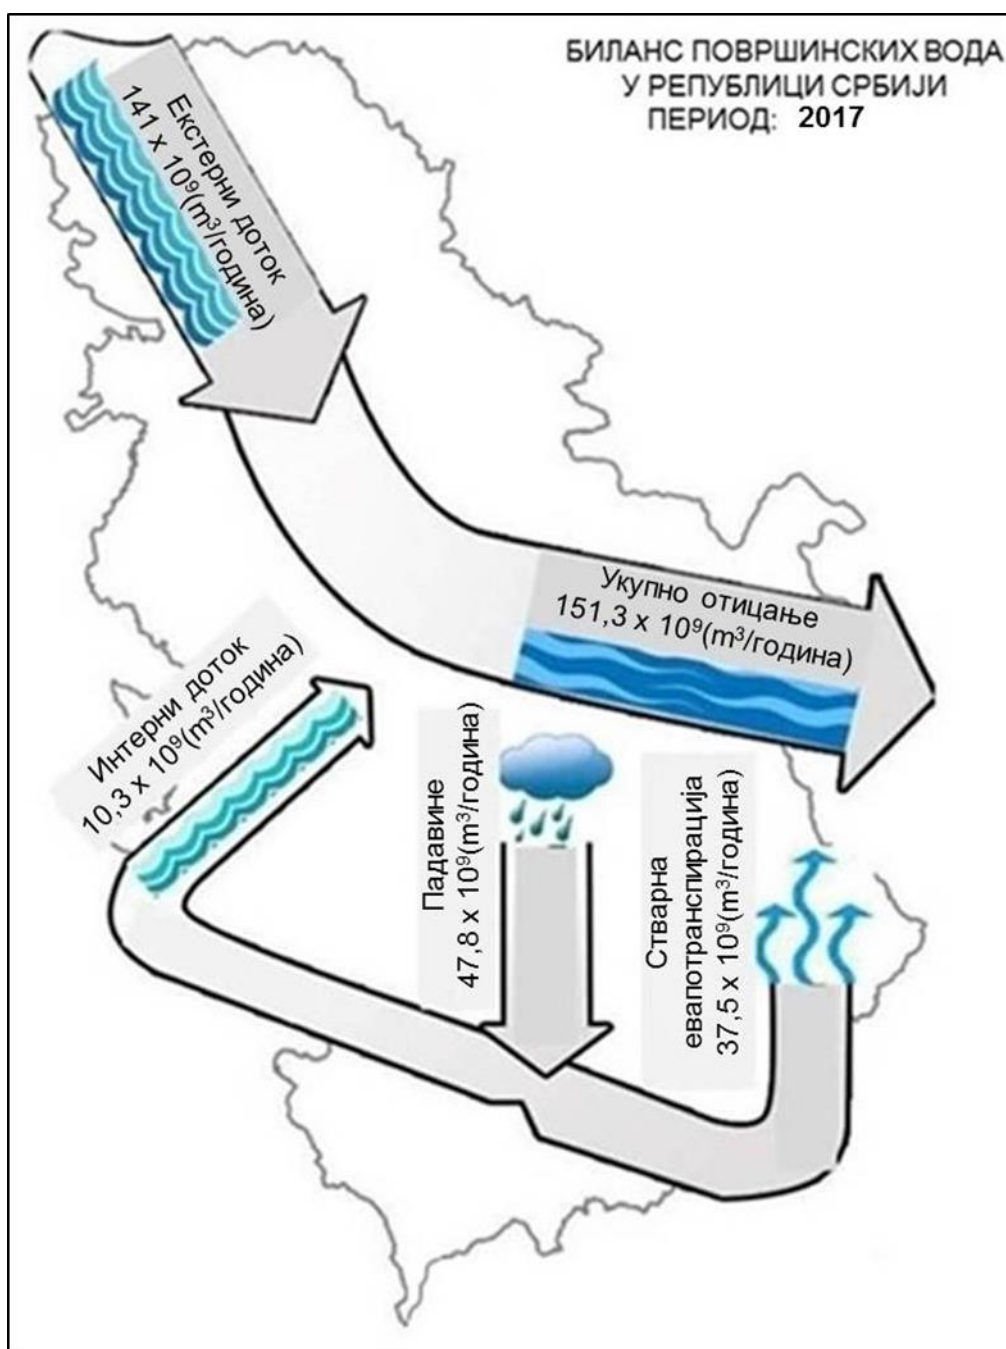 БИЛАНС ПОВРШИНСКИХ ВОДА
У РЕПУБЛИЦИ СРБИЈИ
ПЕРИОД: 2017
Екстерни доток
141 x 10⁹(m³/година)
Укупно отицање
151,3 x 10⁹(m³/година)
Интерни доток
10,3 x 10⁹(m³/година)
Падавине
47,8 x 10⁹(m³/година)
Стварна
евапотранспирација
37,5 x 10⁹(m³/година)